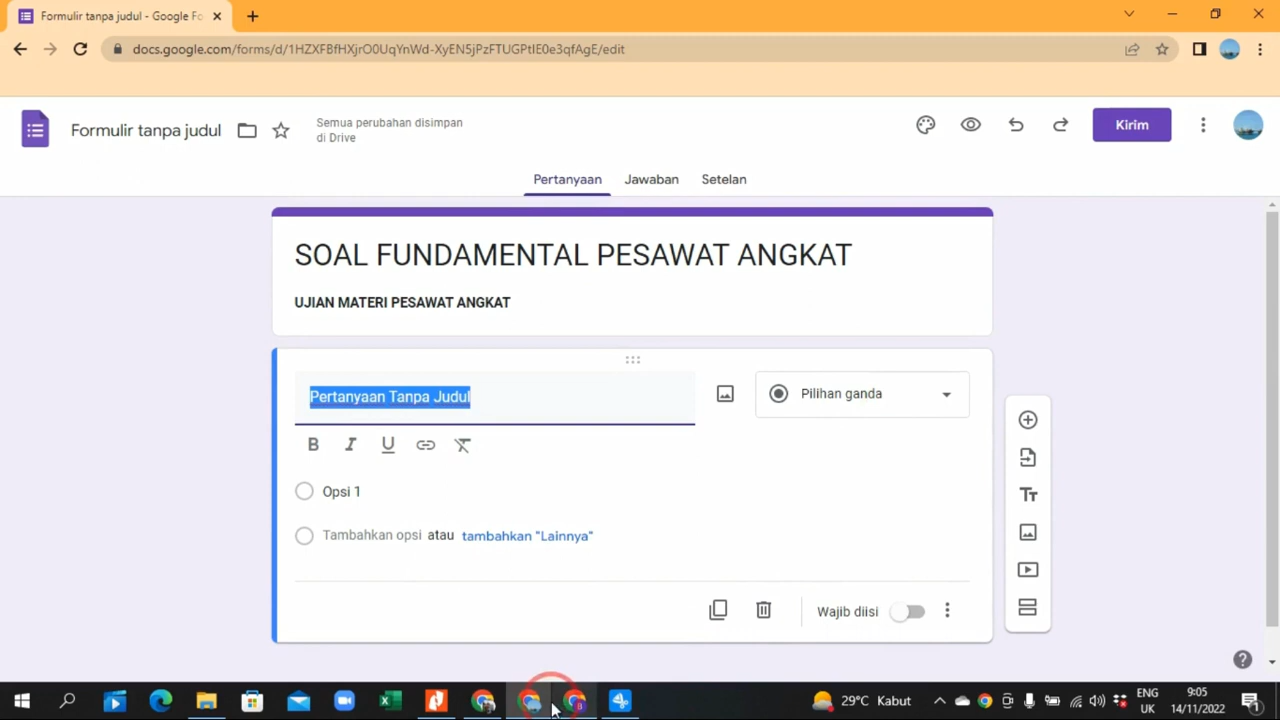 Formulir tanpa judul - Google Fo
docs.google.com/forms/d/1HZXFBfHXjrO0UqYnWd-XyEN5jPzFTUGPtIE0e3qfAgE/edit
Formulir tanpa judul
Semua perubahan disimpan
di Drive
Kirim
Pertanyaan
Jawaban
Setelan
SOAL FUNDAMENTAL PESAWAT ANGKAT
UJIAN MATERI PESAWAT ANGKAT
Pertanyaan Tanpa Judul
Pilihan ganda
B I U
Opsi 1
Tambahkan opsi atau tambahkan "Lainnya"
Wajib diisi
29°C Kabut
ENG
UK
9:05
14/11/2022